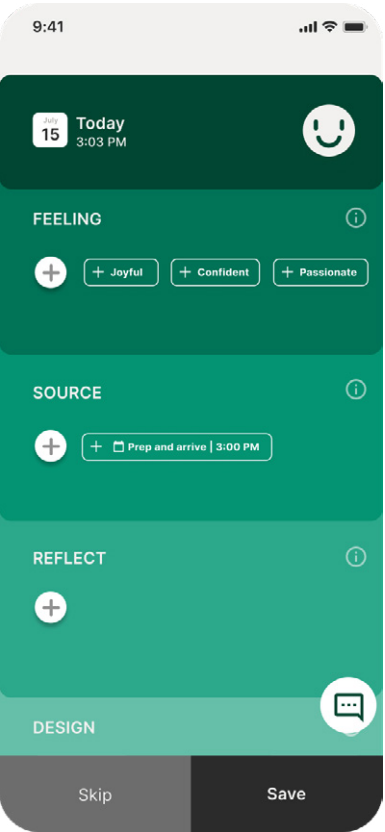 9:41
July
15
Today
3:03 PM
FEELING
+ Joyful + Confident + Passionate
SOURCE
+ Prep and arrive | 3:00 PM
REFLECT
DESIGN
Skip Save